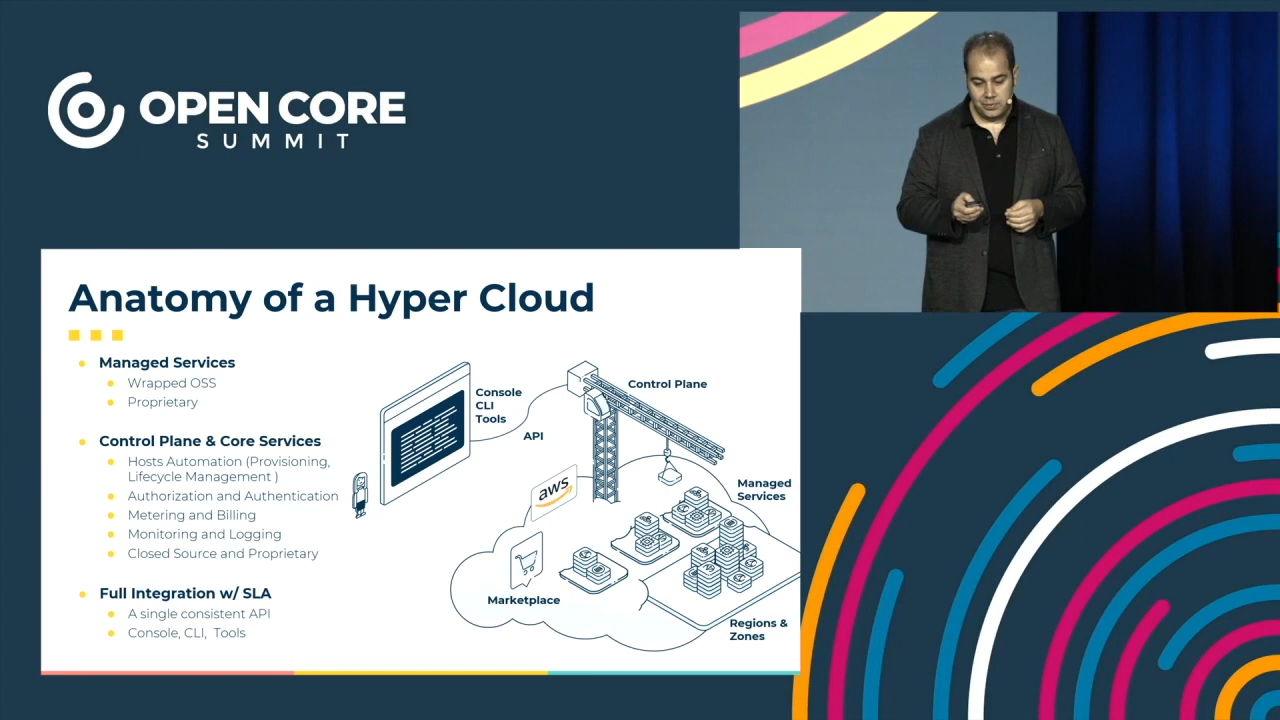 OPEN CORE
SUMMIT
Anatomy of a Hyper Cloud
Managed Services
Wrapped OSS
Proprietary
Control Plane & Core Services
Hosts Automation (Provisioning,
Lifecycle Management )
Authorization and Authentication
Metering and Billing
Monitoring and Logging
Closed Source and Proprietary
Full Integration w/ SLA
A single consistent API
Console, CLI, Tools
Console
CLI
Tools
API
Control Plane
aws
Managed
Services
Marketplace
Regions &
Zones